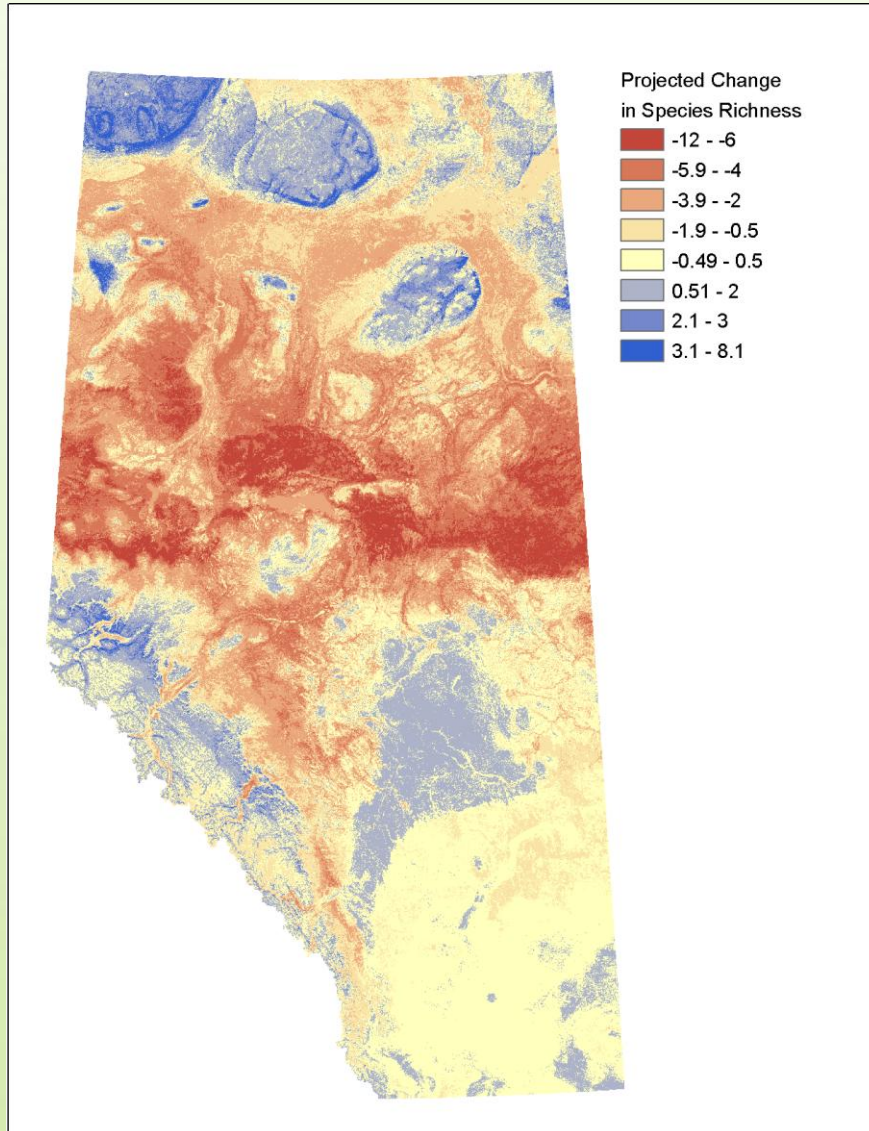 Projected Change
in Species Richness
-12 - -6
-5.9 - -4
-3.9 - -2
-1.9 - -0.5
-0.49 - 0.5
0.51 - 2
2.1 - 3
3.1 - 8.1